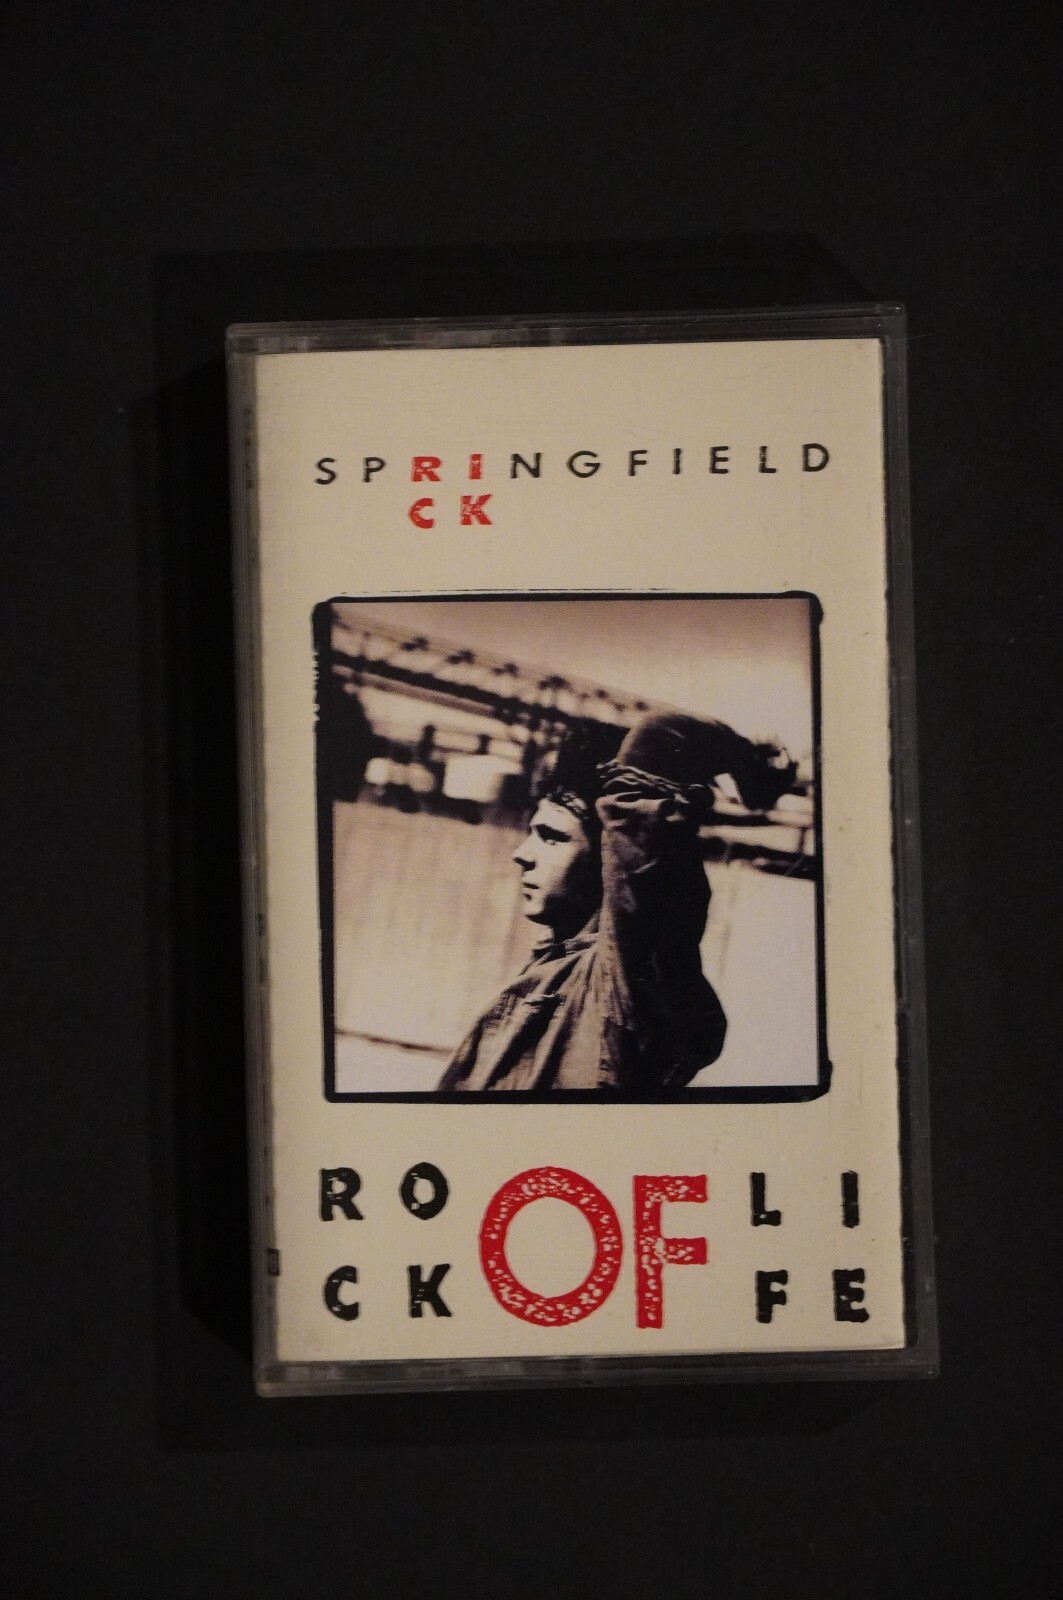 SPRINGFIELD
CK
RO OF LI
CK FE